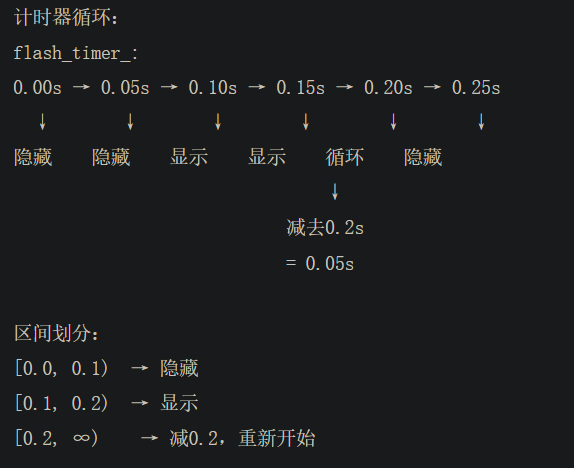 计时器循环：
flash_timer_:
0.00s → 0.05s → 0.10s → 0.15s → 0.20s → 0.25s
↓ ↓ ↓ ↓ ↓ ↓
隐藏 隐藏 显示 显示 循环 隐藏
↓
减去0.2s
= 0.05s
区间划分：
[0.0, 0.1) → 隐藏
[0.1, 0.2) → 显示
[0.2, ∞) → 减0.2，重新开始